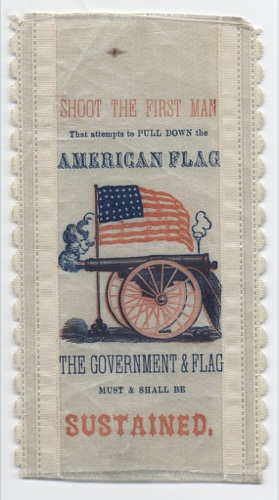 SHOOT THE FIRST MAN
That attempts to PULL DOWN the
AMERICAN FLAG
THE GOVERNMENT & FLAG
MUST & SHALL BE
SUSTAINED.